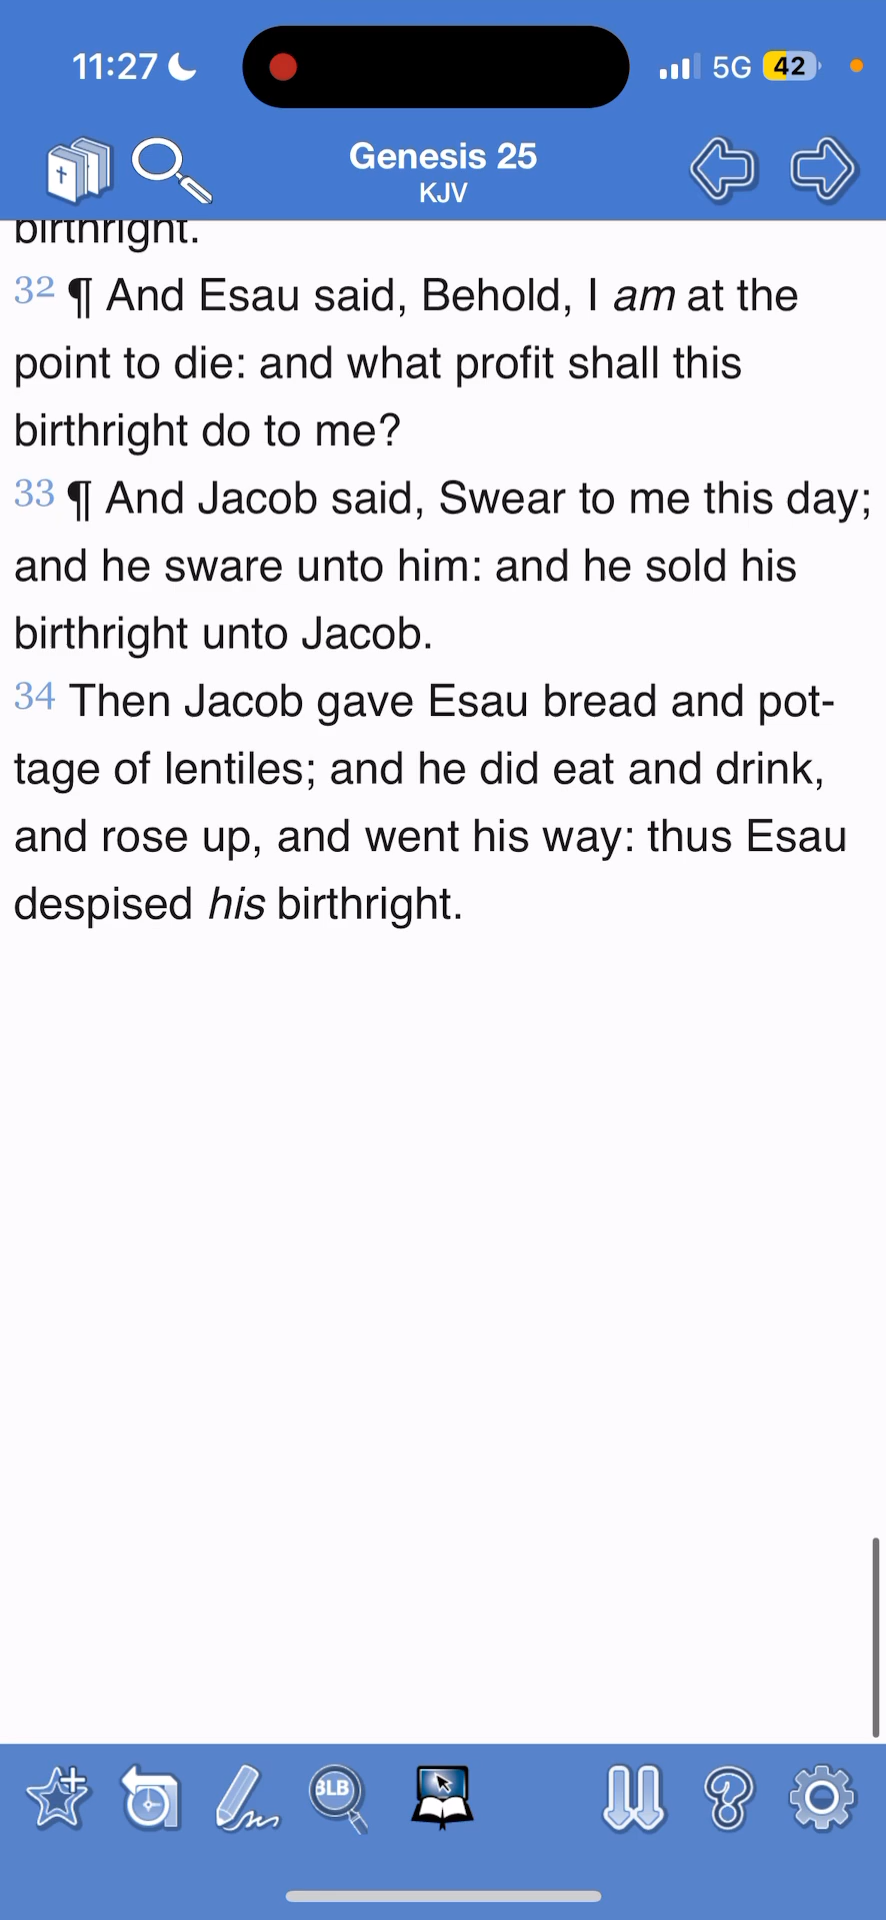 11:27
5G
42
Genesis 25
KJV
birthright.
32 ¶ And Esau said, Behold, I am at the
point to die: and what profit shall this
birthright do to me?
33 ¶ And Jacob said, Swear to me this day;
and he sware unto him: and he sold his
birthright unto Jacob.
34 Then Jacob gave Esau bread and pot-
tage of lentiles; and he did eat and drink,
and rose up, and went his way: thus Esau
despised his birthright.
BLB